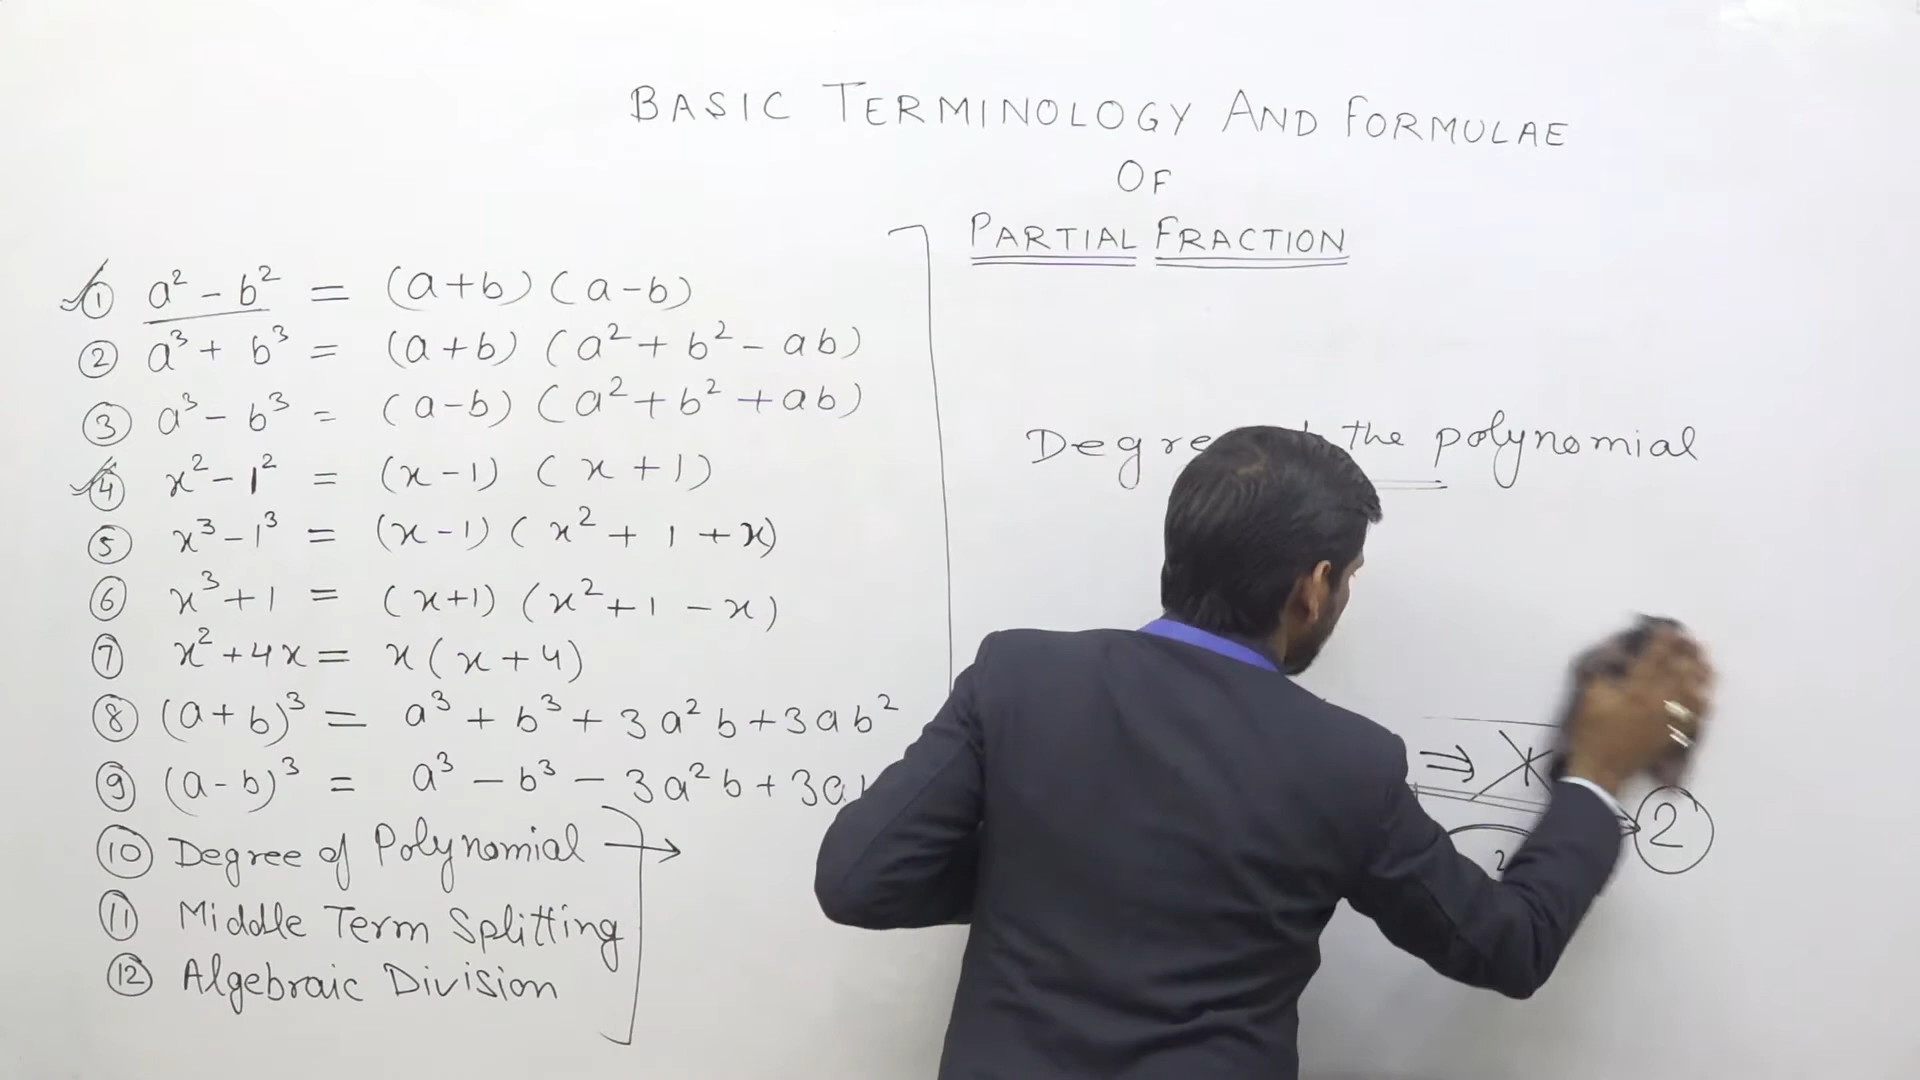 BASIC TERMINOLOGY AND FORMULAE
OF
PARTIAL FRACTION
① a² - b² = (a+b) (a-b)
② a³ + b³ = (a+b) (a² + b² - ab)
③ a³ - b³ = (a-b) (a² + b² + ab)
④ x² - 1² = (x-1) (x+1)
⑤ x³ - 1³ = (x-1) (x² + 1 + x)
⑥ x³ + 1 = (x+1) (x² + 1 - x)
⑦ x² + 4x = x(x+4)
⑧ (a+b)³ = a³ + b³ + 3a²b + 3ab²
⑨ (a-b)³ = a³ - b³ - 3a²b + 3a
⑩ Degree of Polynomial →
⑪ Middle Term Splitting
⑫ Algebraic Division
Degre the polynomial
⇒
②
2